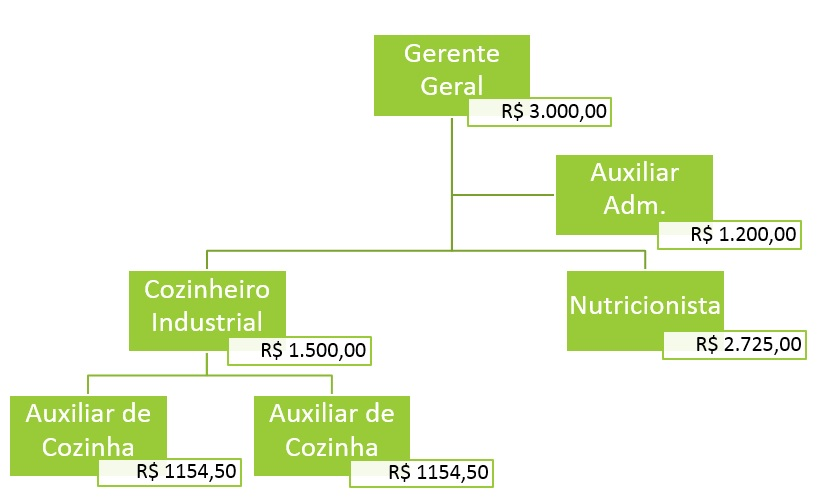 Gerente
Geral
R$ 3.000,00
Auxiliar
Adm.
R$ 1.200,00
Cozinheiro
Industrial
R$ 1.500,00
Nutricionista
R$ 2.725,00
Auxiliar de
Cozinha
R$ 1154,50
Auxiliar de
Cozinha
R$ 1154,50